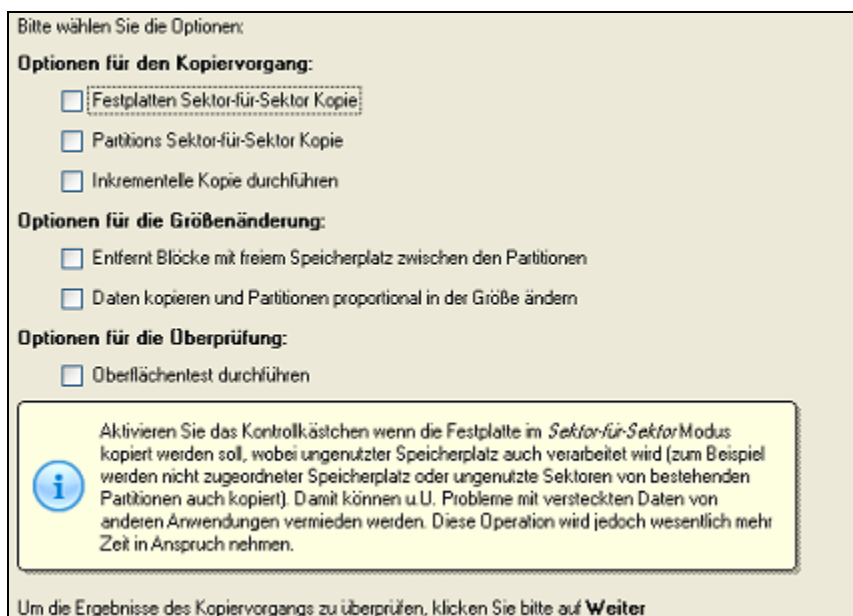 Bitte wählen Sie die Optionen:
Optionen für den Kopiervorgang:
Festplatten Sektor-für-Sektor Kopie
Partitions Sektor-für-Sektor Kopie
Inkrementelle Kopie durchführen
Optionen für die Größenänderung:
Entfernt Blöcke mit freiem Speicherplatz zwischen den Partitionen
Daten kopieren und Partitionen proportional in der Größe ändern
Optionen für die Überprüfung:
Oberflächentest durchführen
Aktivieren Sie das Kontrollkästchen wenn die Festplatte im Sektor-für-Sektor Modus
kopiert werden soll, wobei ungenutzter Speicherplatz auch verarbeitet wird (zum Beispiel
werden nicht zugeordneter Speicherplatz oder ungenutzte Sektoren von bestehenden
Partitionen auch kopiert). Damit können u.U. Probleme mit versteckten Daten von
anderen Anwendungen vermieden werden. Diese Operation wird jedoch wesentlich mehr
Zeit in Anspruch nehmen.
Um die Ergebnisse des Kopiervorgangs zu überprüfen, klicken Sie bitte auf Weiter